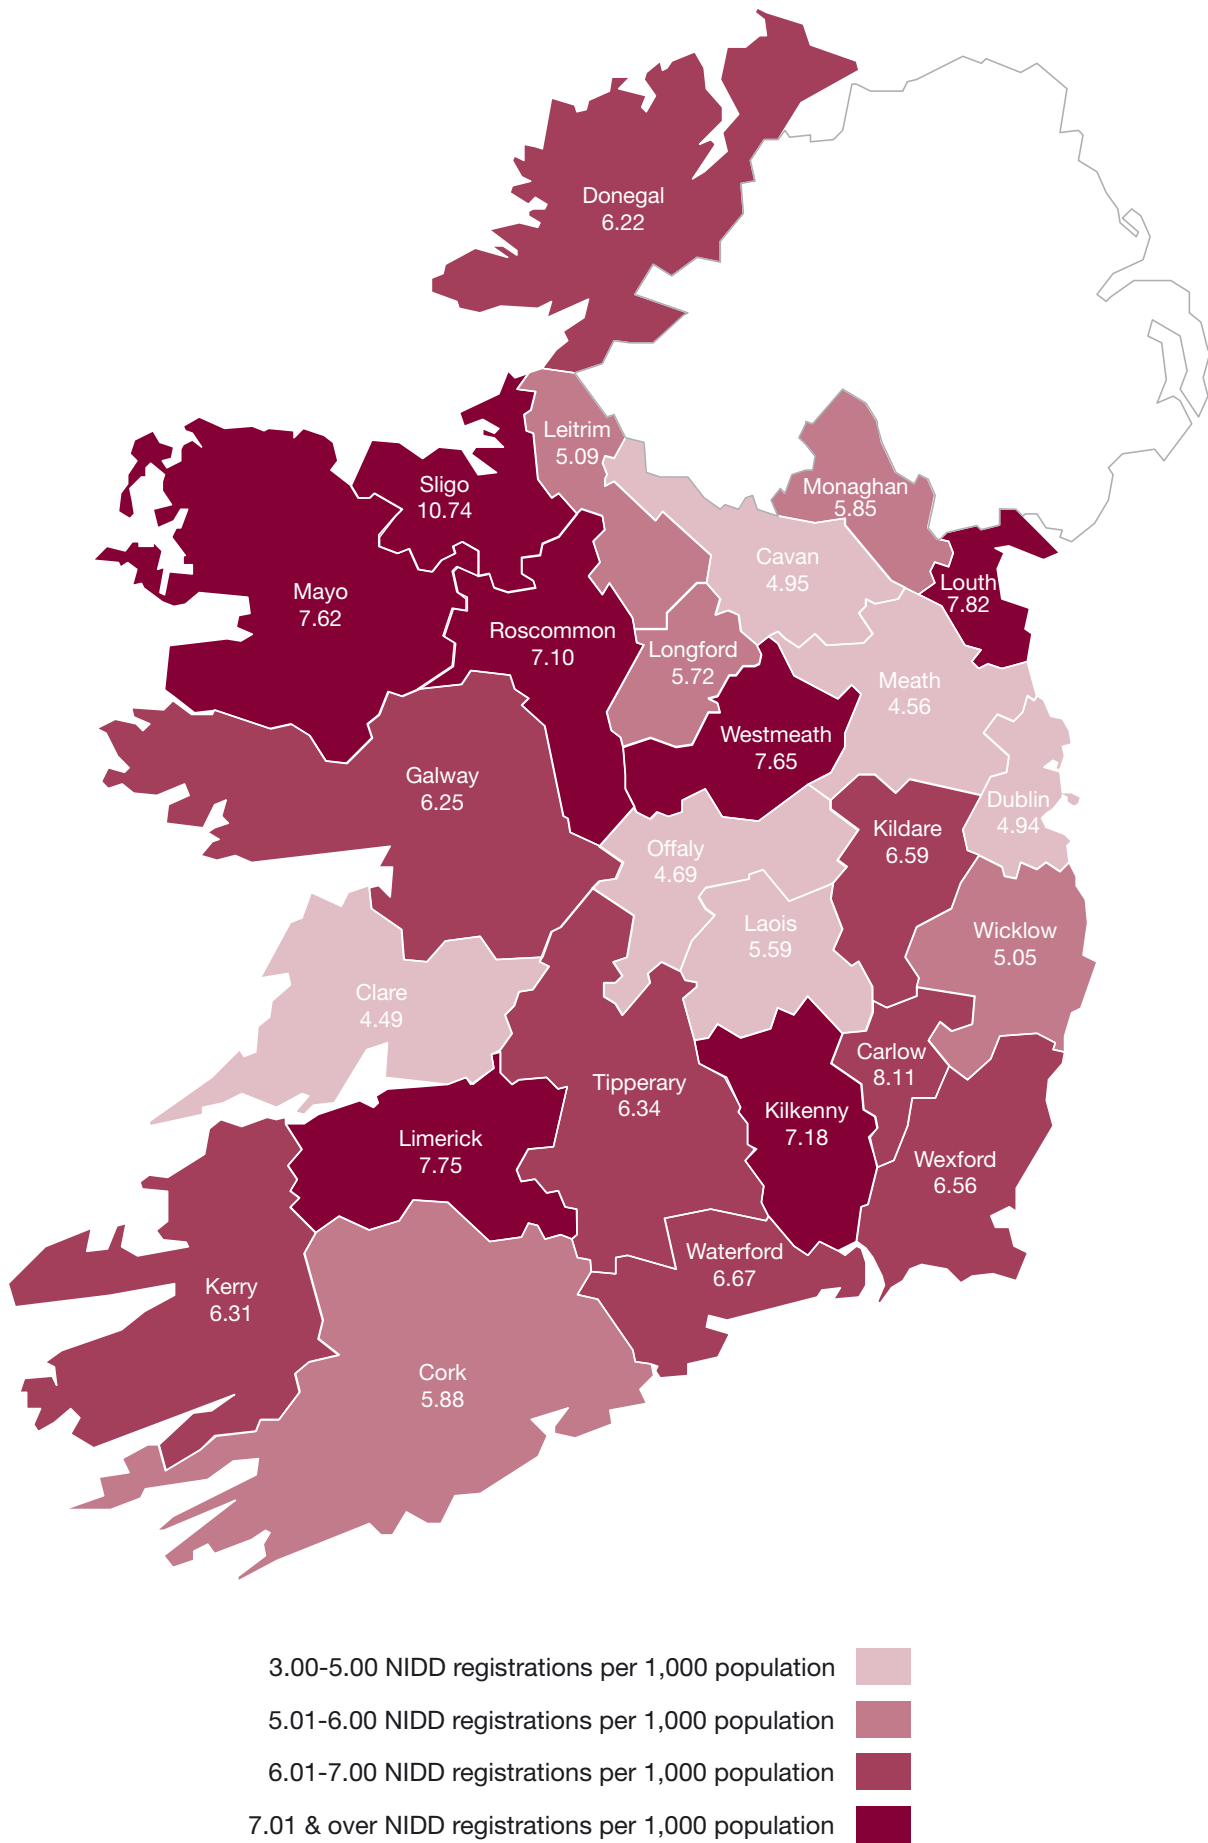 Donegal
6.22
Leitrim
5.09
Sligo
10.74
Monaghan
5.85
Cavan
4.95
Louth
7.82
Mayo
7.62
Roscommon
7.10
Longford
5.72
Meath
4.56
Westmeath
7.65
Galway
6.25
Dublin
4.94
Kildare
6.59
Offaly
4.69
Laois
5.59
Wicklow
5.05
Clare
4.49
Carlow
8.11
Tipperary
6.34
Kilkenny
7.18
Limerick
7.75
Wexford
6.56
Waterford
6.67
Kerry
6.31
Cork
5.88
3.00-5.00 NIDD registrations per 1,000 population
5.01-6.00 NIDD registrations per 1,000 population
6.01-7.00 NIDD registrations per 1,000 population
7.01 & over NIDD registrations per 1,000 population